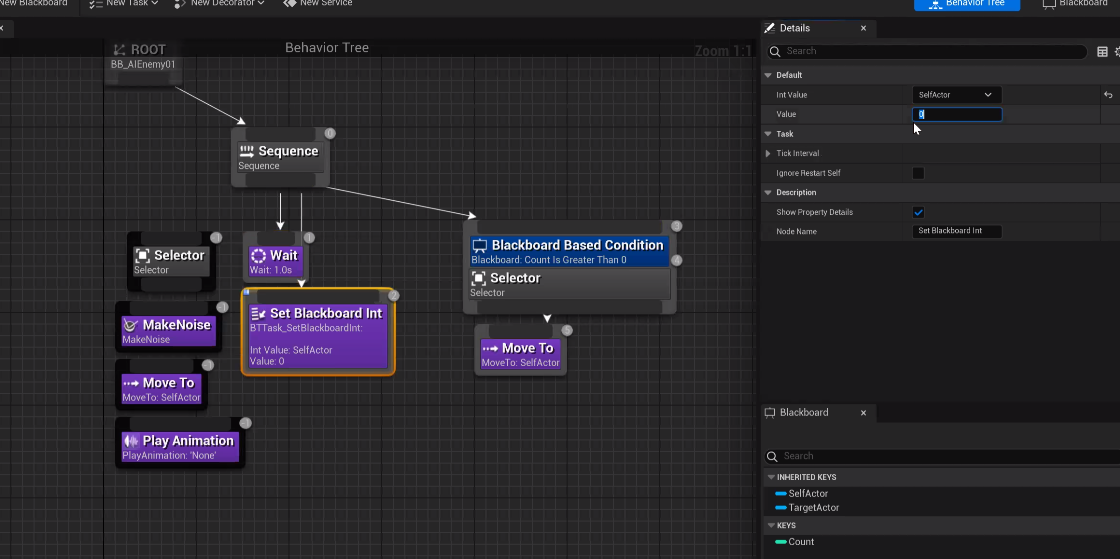 New Blackboard
New Task
New Decorator
New Service
Behavior Tree
Blackboard
ROOT
BB_AIEnemy01
Behavior Tree
Zoom 1:1
Sequence
Sequence
Selector
Selector
Wait
Wait: 1.0s
MakeNoise
MakeNoise
Set Blackboard Int
BTTask_SetBlackboardInt:
Int Value: SelfActor
Value: 0
Move To
MoveTo: SelfActor
Play Animation
PlayAnimation: 'None'
Blackboard Based Condition
Blackboard: Count Is Greater Than 0
Selector
Selector
Move To
MoveTo: SelfActor
Details
Search
Default
Int Value
SelfActor
Value
0
Task
Tick Interval
Ignore Restart Self
Description
Show Property Details
Node Name
Set Blackboard Int
Blackboard
Search
INHERITED KEYS
SelfActor
TargetActor
KEYS
Count